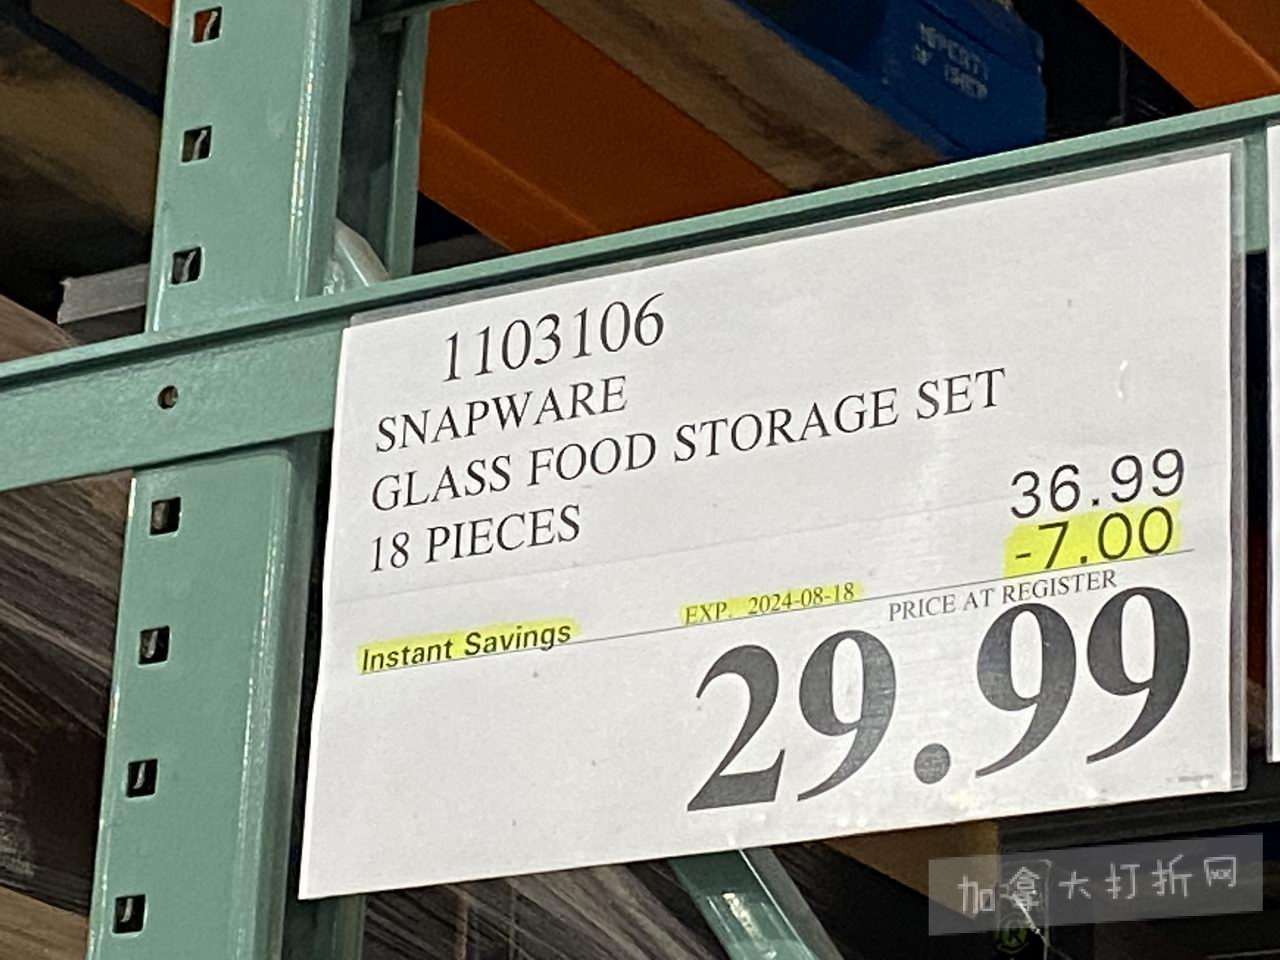 1103106
SNAPWARE
GLASS FOOD STORAGE SET
18 PIECES
36.99
-7.00
Instant Savings
EXP. 2024-08-18
PRICE AT REGISTER
29.99
加拿大打折网